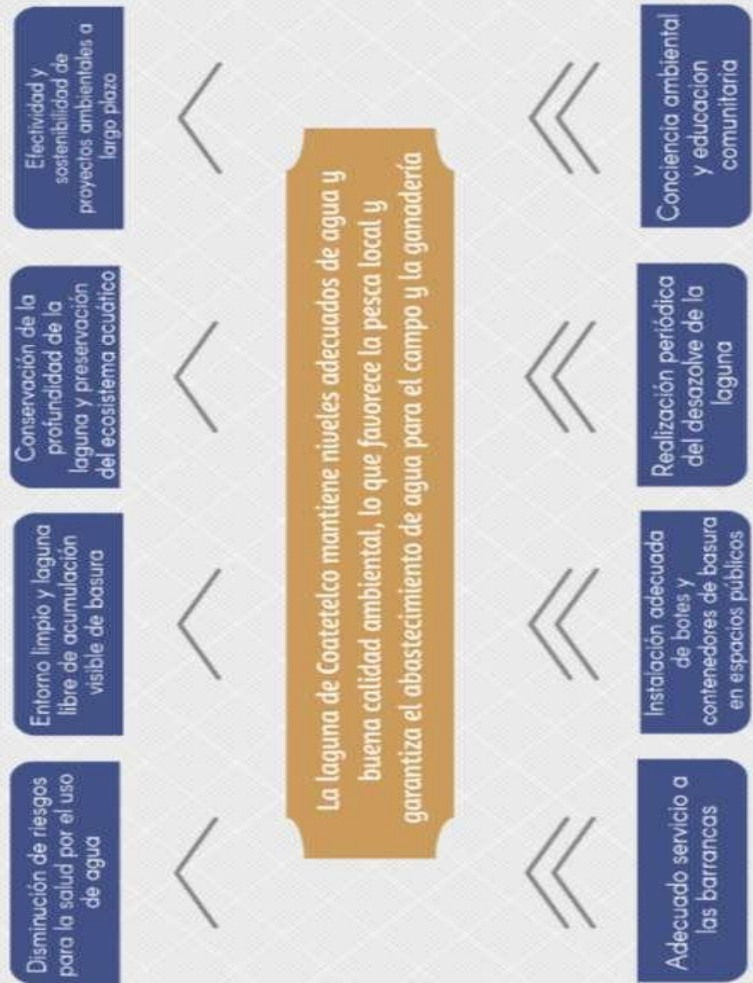 Disminución de riesgos
para la salud por el uso
de agua
Entorno limpio y laguna
libre de acumulación
visible de basura
Conservación de la
profundidad de la
laguna y preservación
del ecosistema acuático
Efectividad y
sostenibilidad de
proyectos ambientales a
largo plazo
La laguna de Coatetelco mantiene niveles adecuados de agua y
buena calidad ambiental, lo que favorece la pesca local y
garantiza el abastecimiento de agua para el campo y la ganadería
Adecuado servicio a
las barrancas
Instalación adecuada
de botes y
contenedores de basura
en espacios públicos
Realización periódica
del desazolve de la
laguna
Conciencia ambiental
y educacion
comunitaria